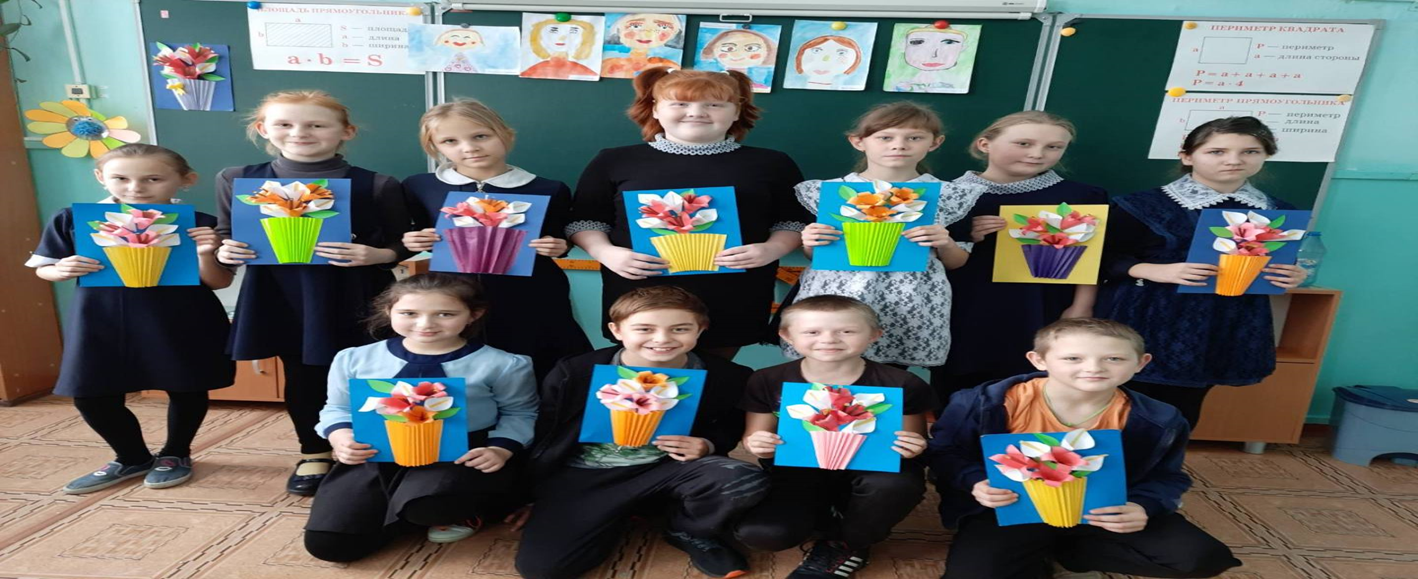 ПЛОЩАДЬ ПРЯМОУГОЛЬНИКА
a
b
S — площадь
a — длина
b — ширина
a · b = S
ПЕРИМЕТР КВАДРАТА
a
P — периметр
a — длина стороны
P = a + a + a + a
P = a · 4
ПЕРИМЕТР ПРЯМОУГОЛЬНИКА
a
b
P — периметр
длина
ширина